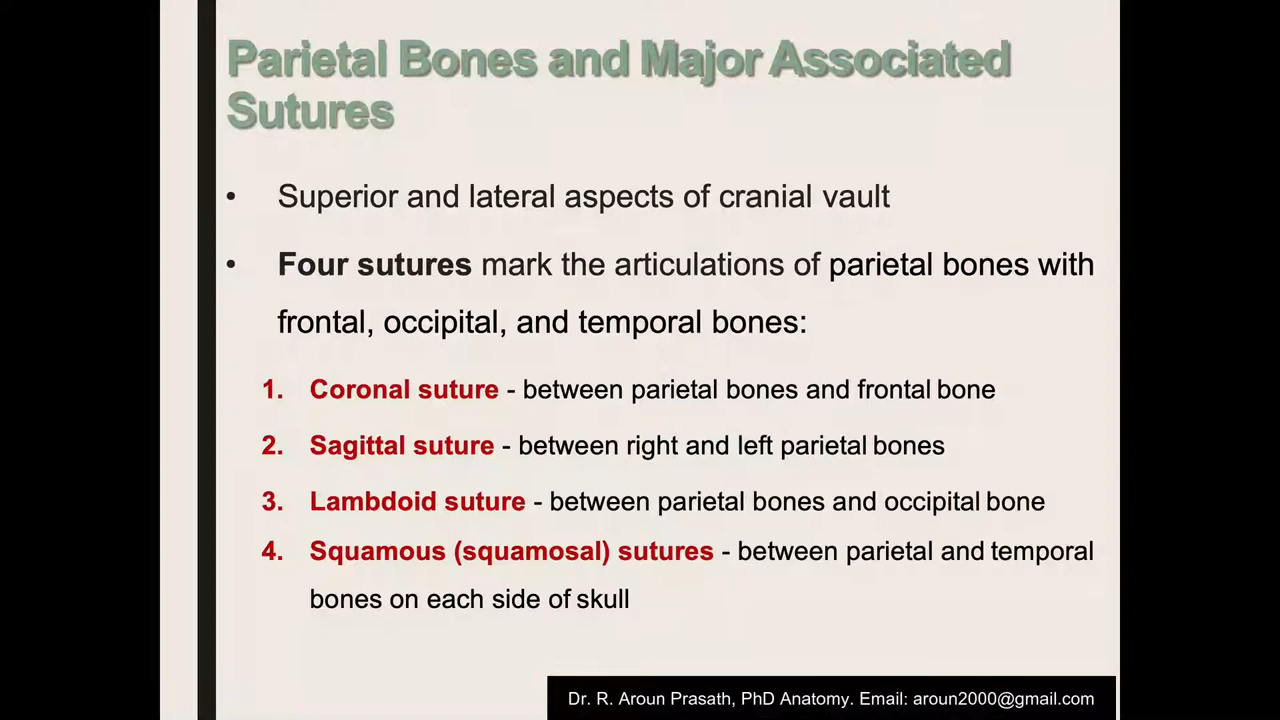 Parietal Bones and Major Associated
Sutures
• Superior and lateral aspects of cranial vault
• Four sutures mark the articulations of parietal bones with
frontal, occipital, and temporal bones:
1. Coronal suture - between parietal bones and frontal bone
2. Sagittal suture - between right and left parietal bones
3. Lambdoid suture - between parietal bones and occipital bone
4. Squamous (squamosal) sutures - between parietal and temporal
bones on each side of skull
Dr. R. Aroun Prasath, PhD Anatomy. Email: aroun2000@gmail.com